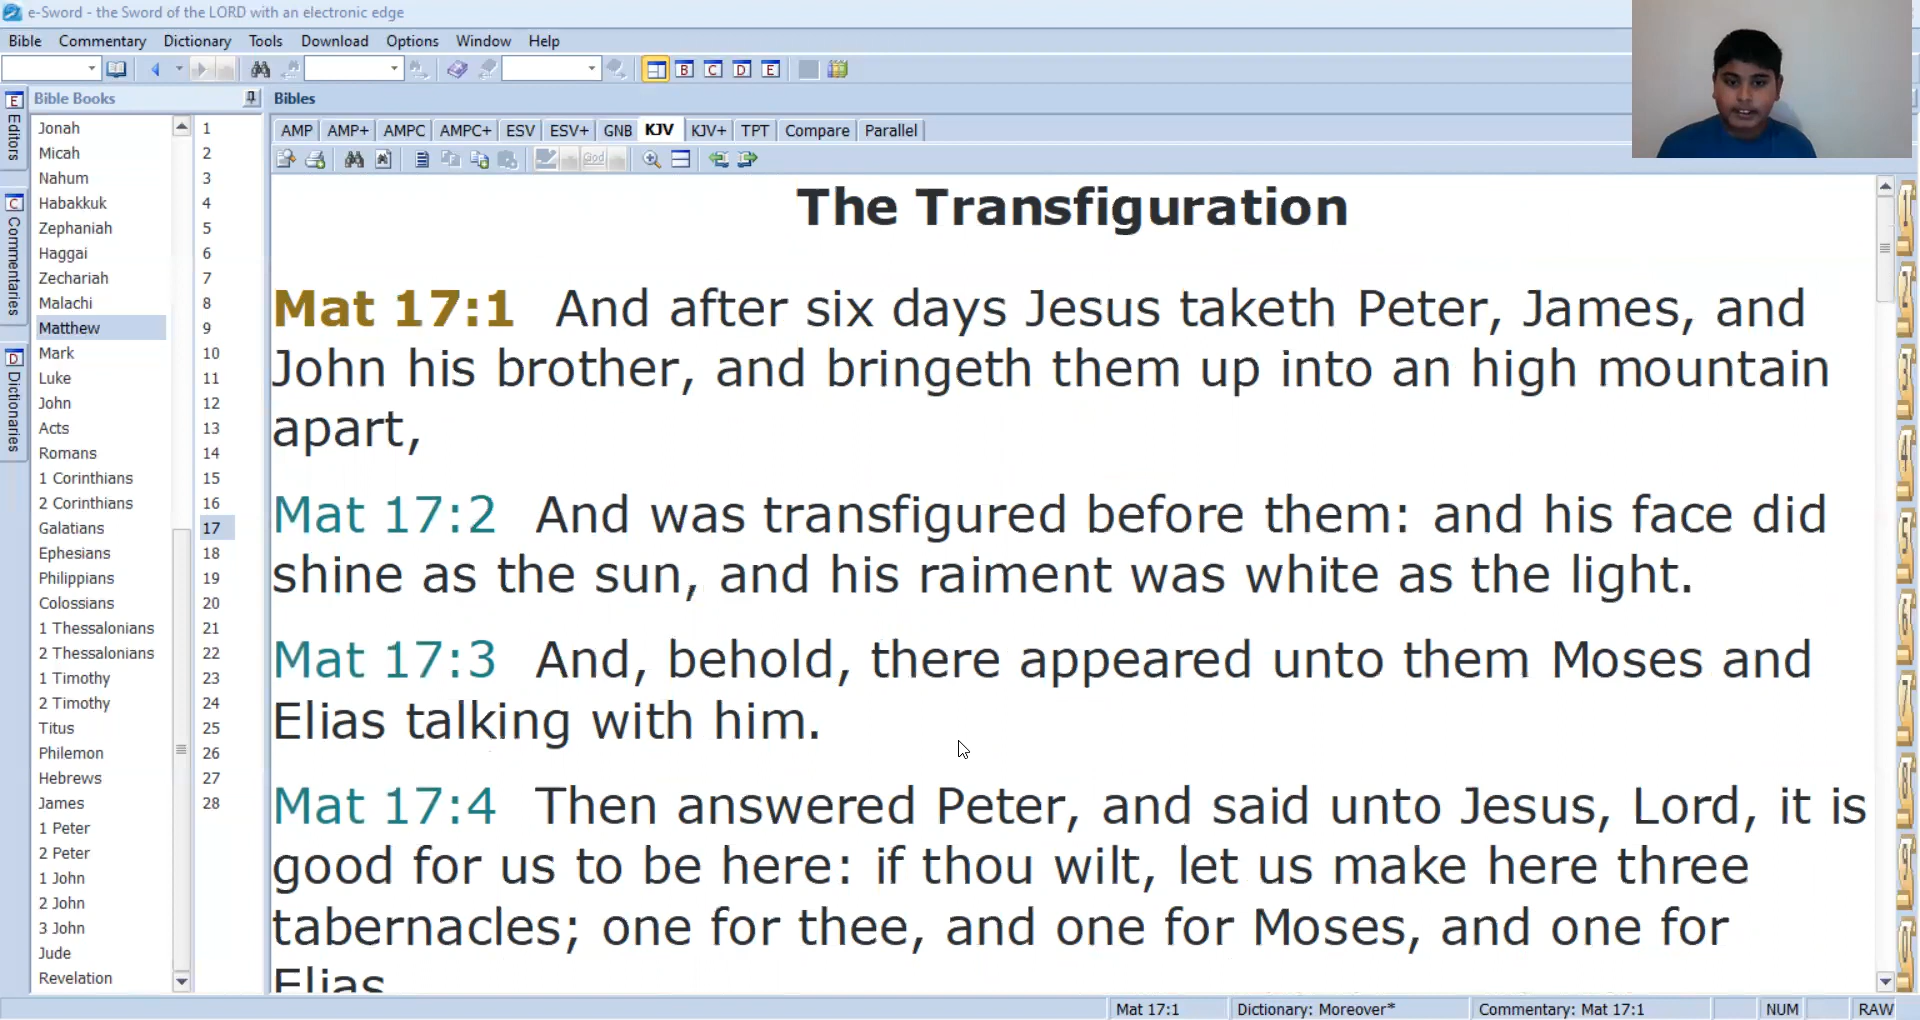 e-Sword - the Sword of the LORD with an electronic edge
Bible Commentary Dictionary Tools Download Options Window Help
B C D E
E Editors
C Commentaries
D Dictionaries
Bible Books
Jonah
Micah
Nahum
Habakkuk
Zephaniah
Haggai
Zechariah
Malachi
Matthew
Mark
Luke
John
Acts
Romans
1 Corinthians
2 Corinthians
Galatians
Ephesians
Philippians
Colossians
1 Thessalonians
2 Thessalonians
1 Timothy
2 Timothy
Titus
Philemon
Hebrews
James
1 Peter
2 Peter
1 John
2 John
3 John
Jude
Revelation
1
2
3
4
5
6
7
8
9
10
11
12
13
14
15
16
17
18
19
20
21
22
23
24
25
26
27
28
Bibles
AMP AMP+ AMPC AMPC+ ESV ESV+ GNB KJV KJV+ TPT Compare Parallel
God
The Transfiguration
Mat 17:1 And after six days Jesus taketh Peter, James, and
John his brother, and bringeth them up into an high mountain
apart,
Mat 17:2 And was transfigured before them: and his face did
shine as the sun, and his raiment was white as the light.
Mat 17:3 And, behold, there appeared unto them Moses and
Elias talking with him.
Mat 17:4 Then answered Peter, and said unto Jesus, Lord, it is
good for us to be here: if thou wilt, let us make here three
tabernacles; one for thee, and one for Moses, and one for
Elias
Mat 17:1 Dictionary: Moreover* Commentary: Mat 17:1 NUM RAW